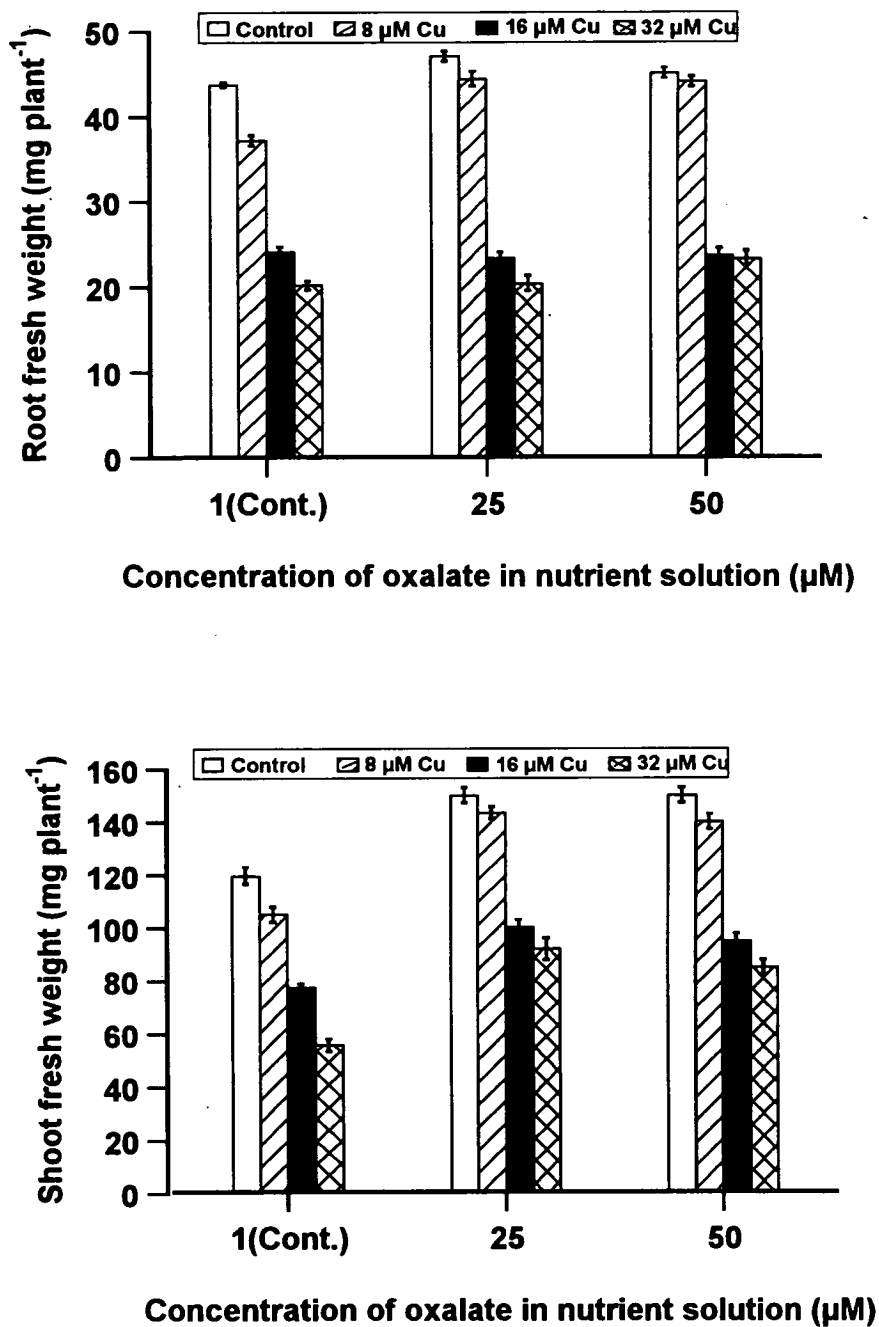 Control 8 µM Cu 16 µM Cu 32 µM Cu
Root fresh weight (mg plant⁻¹)
50
40
30
20
10
0
1(Cont.) 25 50
Concentration of oxalate in nutrient solution (µM)
Control 8 µM Cu 16 µM Cu 32 µM Cu
Shoot fresh weight (mg plant⁻¹)
160
140
120
100
80
60
40
20
0
1(Cont.) 25 50
Concentration of oxalate in nutrient solution (µM)